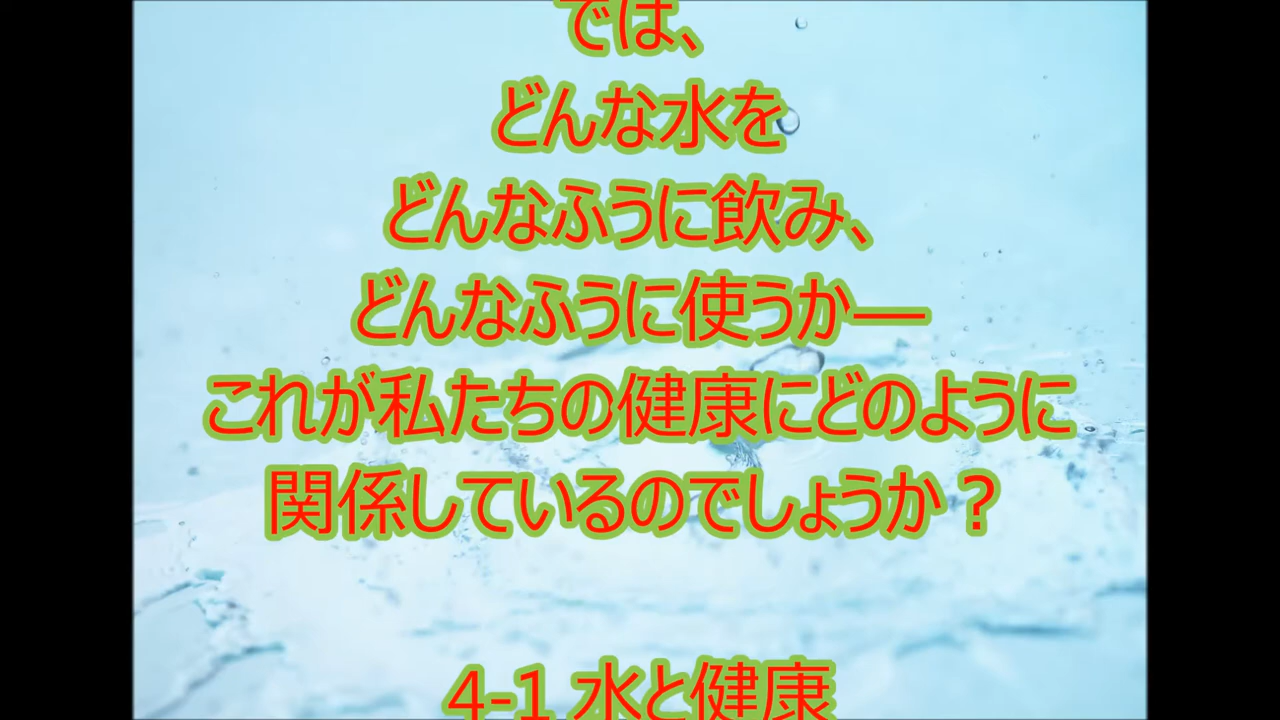 では、
どんな水を
どんなふうに飲み、
どんなふうに使うか―
これが私たちの健康にどのように
関係しているのでしょうか？
4-1 水と健康